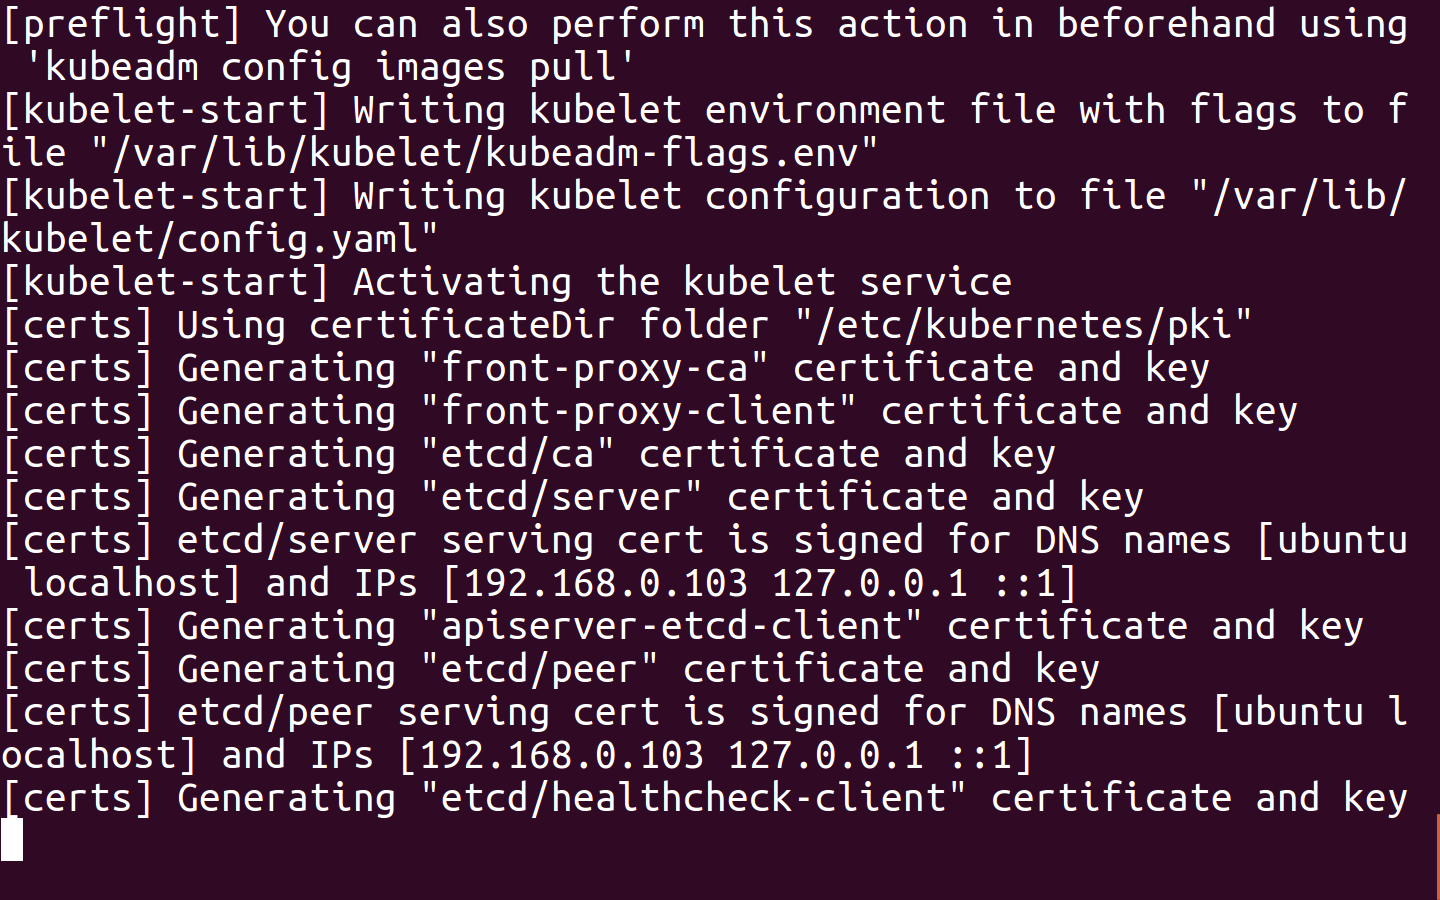 [preflight] You can also perform this action in beforehand using
 'kubeadm config images pull'
[kubelet-start] Writing kubelet environment file with flags to f
ile "/var/lib/kubelet/kubeadm-flags.env"
[kubelet-start] Writing kubelet configuration to file "/var/lib/
kubelet/config.yaml"
[kubelet-start] Activating the kubelet service
[certs] Using certificateDir folder "/etc/kubernetes/pki"
[certs] Generating "front-proxy-ca" certificate and key
[certs] Generating "front-proxy-client" certificate and key
[certs] Generating "etcd/ca" certificate and key
[certs] Generating "etcd/server" certificate and key
[certs] etcd/server serving cert is signed for DNS names [ubuntu
 localhost] and IPs [192.168.0.103 127.0.0.1 ::1]
[certs] Generating "apiserver-etcd-client" certificate and key
[certs] Generating "etcd/peer" certificate and key
[certs] etcd/peer serving cert is signed for DNS names [ubuntu l
ocalhost] and IPs [192.168.0.103 127.0.0.1 ::1]
[certs] Generating "etcd/healthcheck-client" certificate and key